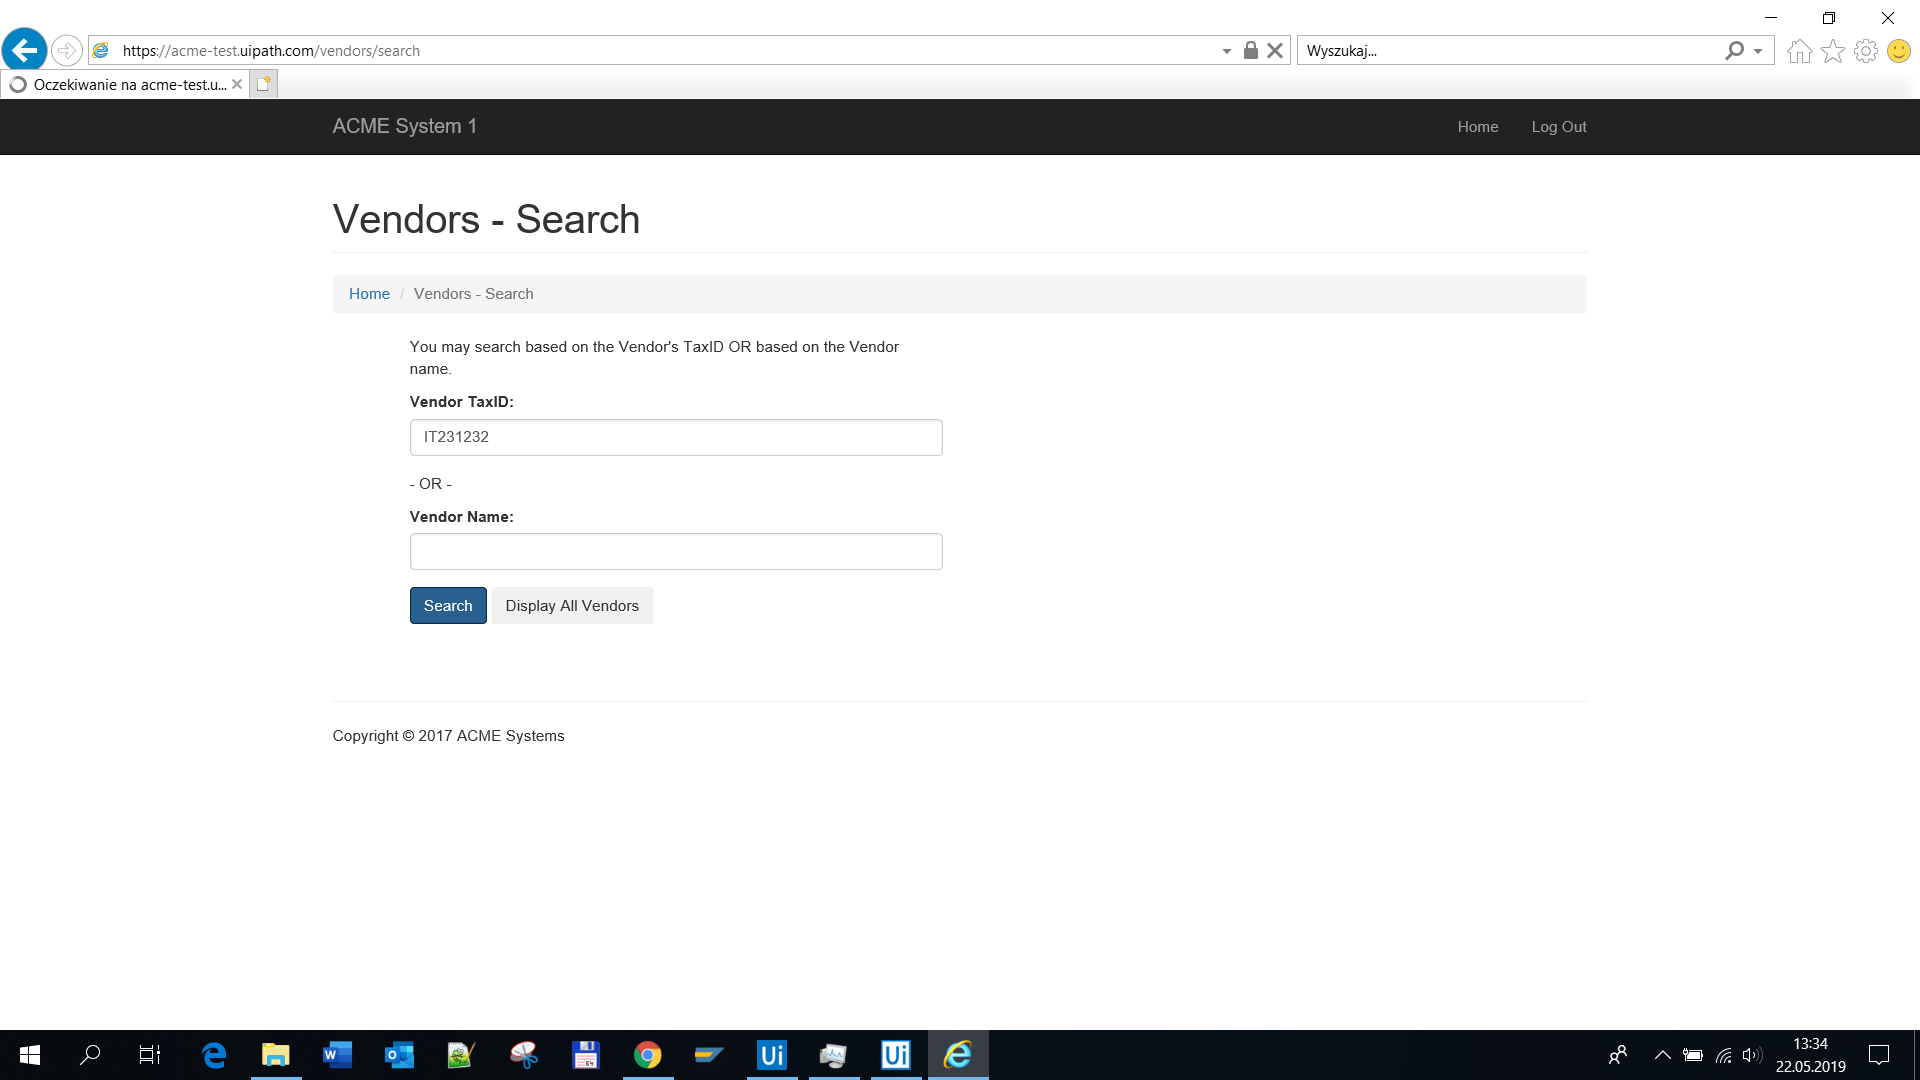 https://acme-test.uipath.com/vendors/search
Wyszukaj...
Oczekiwanie na acme-test.u...
ACME System 1
Home
Log Out
Vendors - Search
Home / Vendors - Search
You may search based on the Vendor's TaxID OR based on the Vendor
name.
Vendor TaxID:
IT231232
- OR -
Vendor Name:
Search
Display All Vendors
Copyright © 2017 ACME Systems
Ui
Ui
13:34
22.05.2019